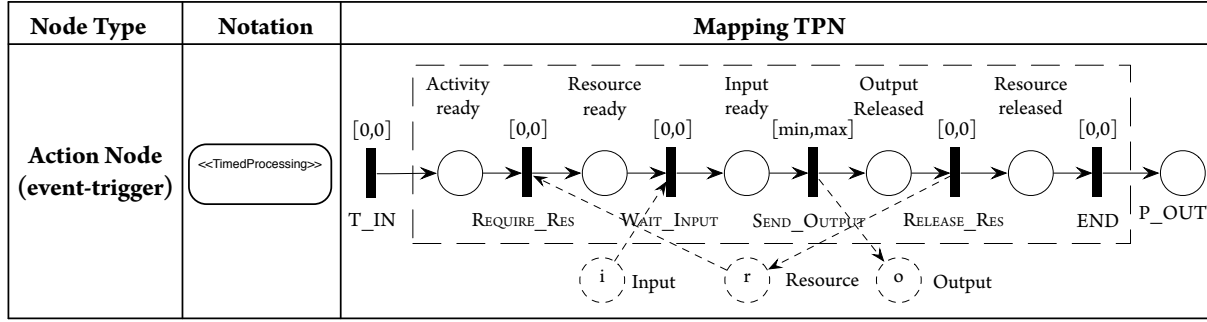 Node Type Notation Mapping TPN
Activity ready
Resource ready
Input ready
Output Released
Resource released
[0,0] [0,0] [0,0] [min,max] [0,0] [0,0]
Action Node
(event-trigger)
<<TimedProcessing>>
T_IN REQUIRE_RES WAIT_INPUT SEND_OUTPUT RELEASE_RES END P_OUT
i Input r Resource o Output